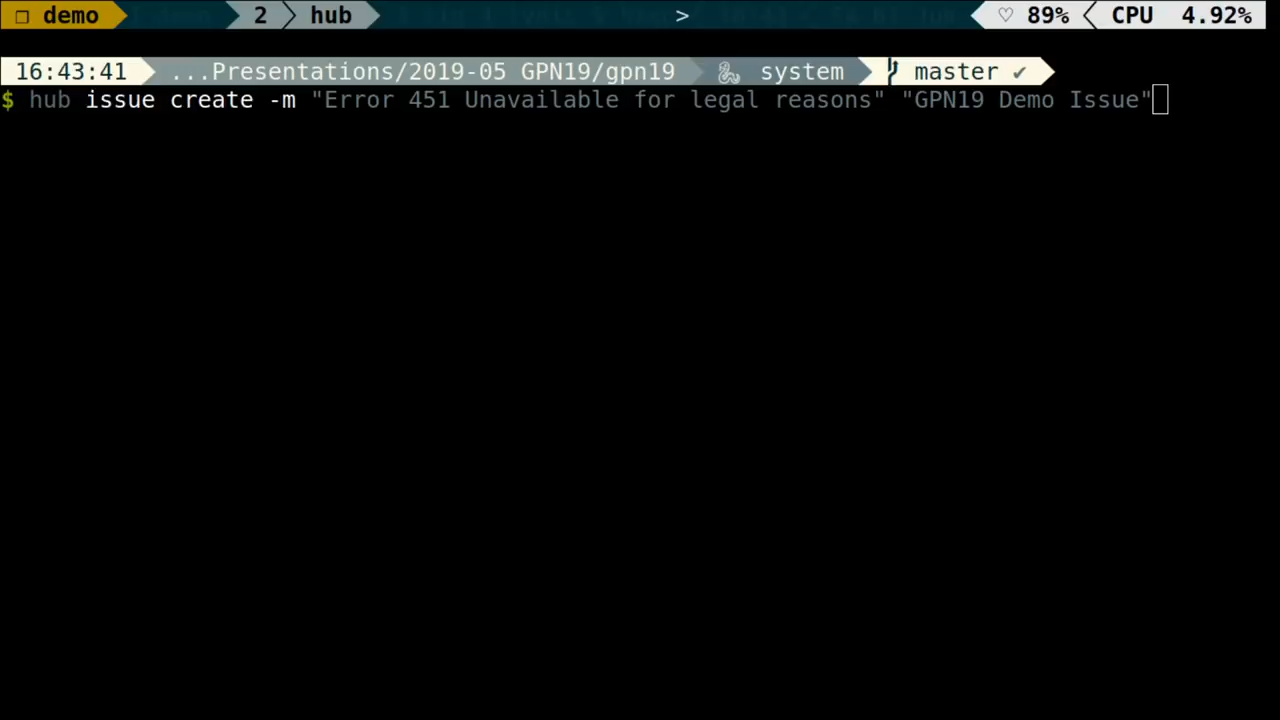 ❐ demo 2 hub > ♡ 89% CPU 4.92%
16:43:41 ...Presentations/2019-05 GPN19/gpn19 🐍 system master ✔
$ hub issue create -m "Error 451 Unavailable for legal reasons" "GPN19 Demo Issue"